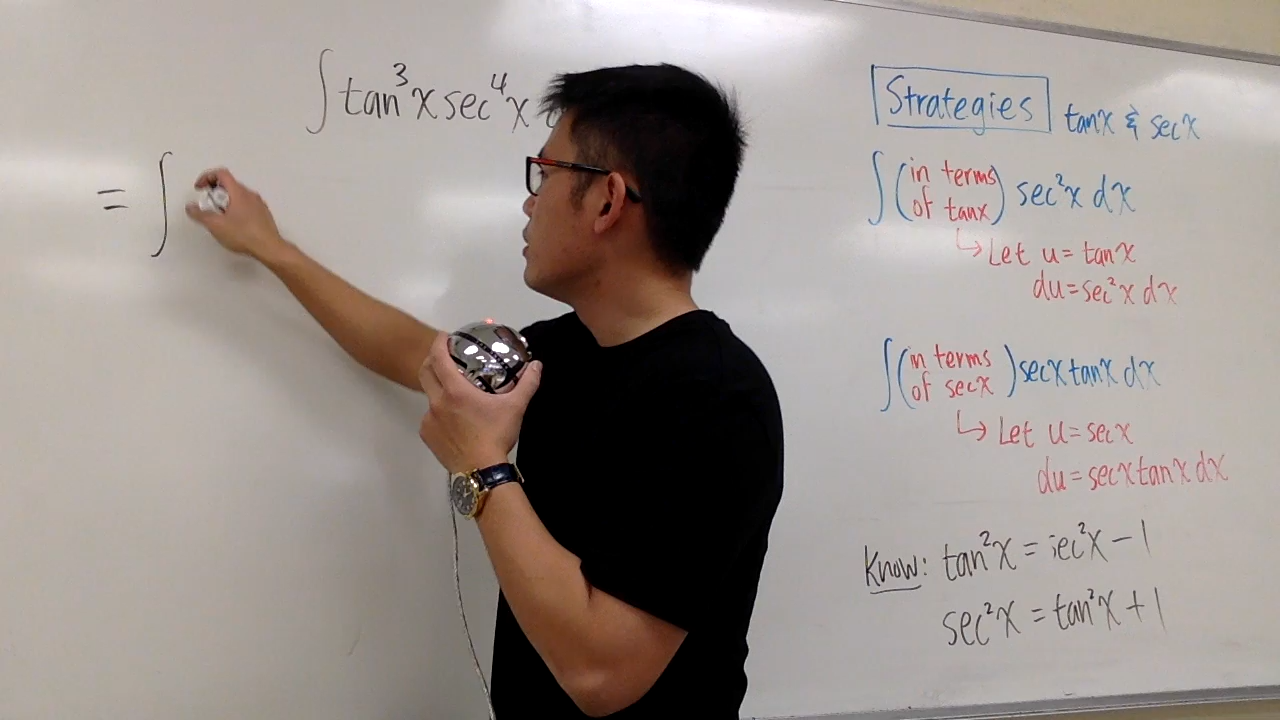 ∫ tan³x sec⁴x
= ∫
Strategies tanx & secx
∫ (in terms of tanx) sec²x dx
↳ Let u = tanx
du = sec²x dx
∫ (in terms of secx) secx tanx dx
↳ Let u = secx
du = secx tanx dx
Know: tan²x = sec²x − 1
sec²x = tan²x + 1